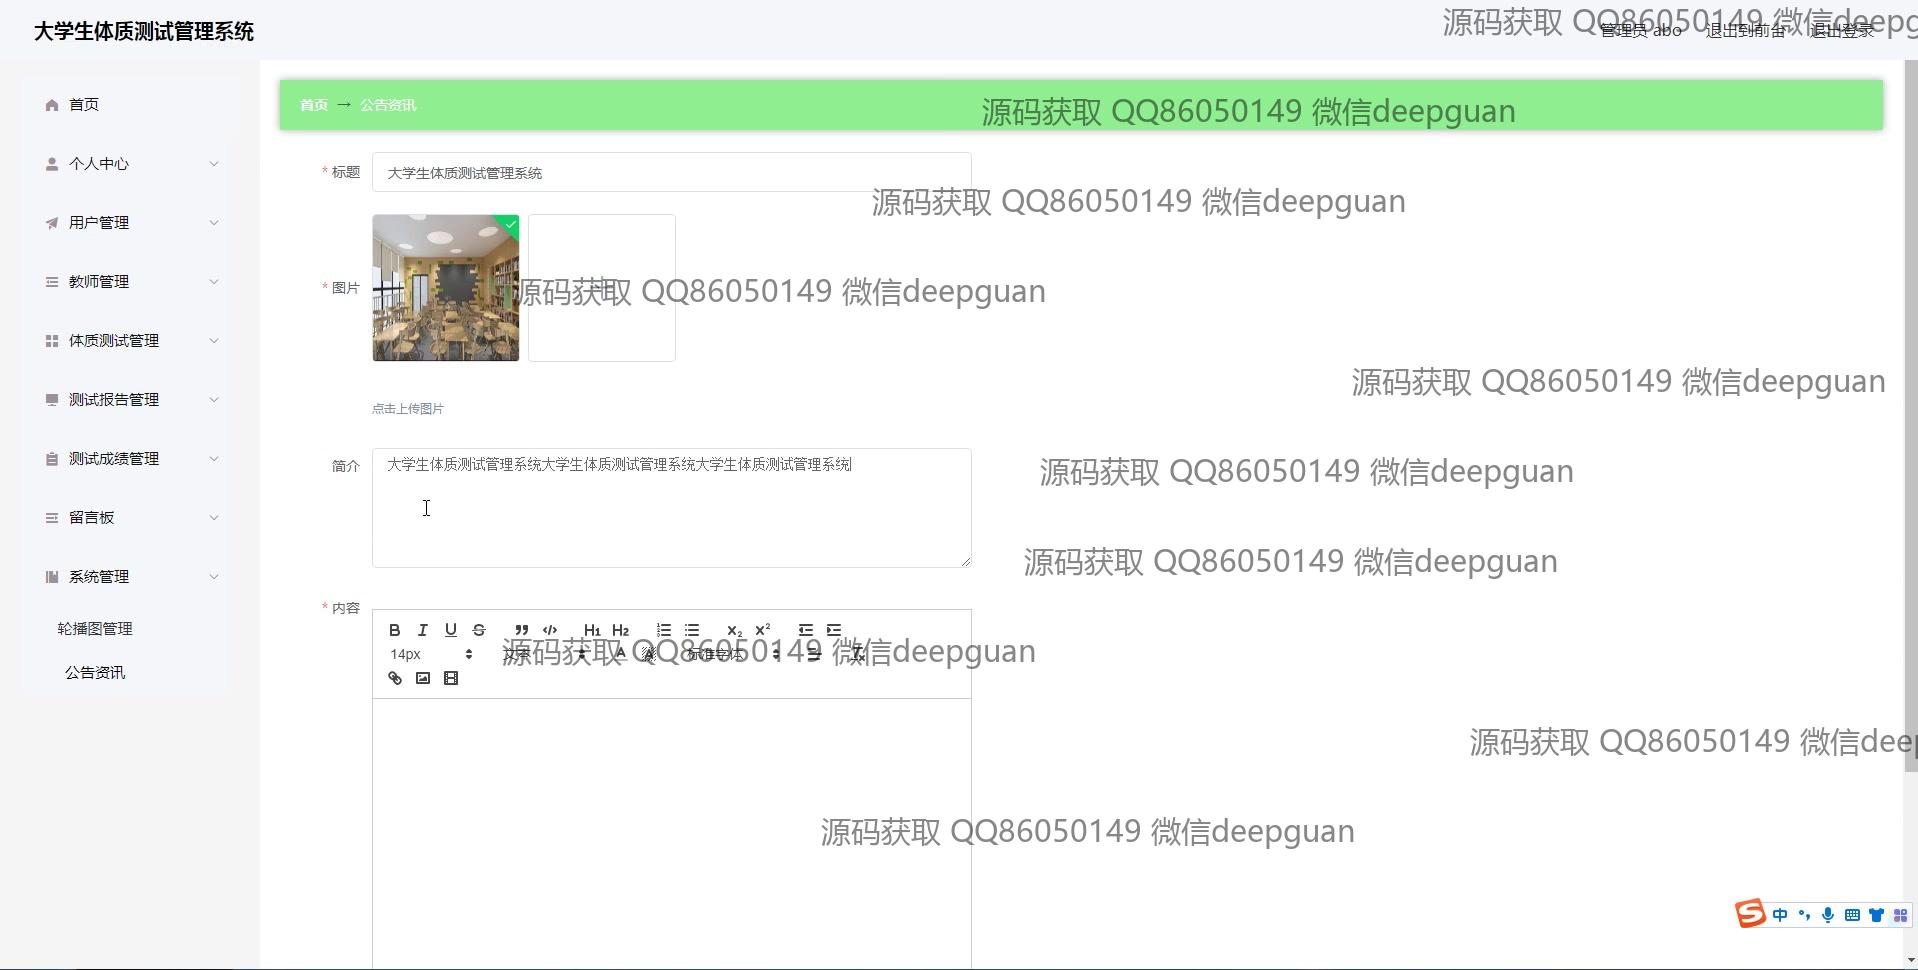 大学生体质测试管理系统
源码获取 QQ86050149 微信deepg
管理员 abo 退出到前台 退出登录
首页
个人中心
用户管理
教师管理
体质测试管理
测试报告管理
测试成绩管理
留言板
系统管理
轮播图管理
公告资讯
首页 → 公告资讯
源码获取 QQ86050149 微信deepguan
* 标题 大学生体质测试管理系统
源码获取 QQ86050149 微信deepguan
* 图片
源码获取 QQ86050149 微信deepguan
源码获取 QQ86050149 微信deepguan
点击上传图片
简介 大学生体质测试管理系统大学生体质测试管理系统大学生体质测试管理系统
源码获取 QQ86050149 微信deepguan
源码获取 QQ86050149 微信deepguan
* 内容
B I U S H1 H2 X2 X2
14px 文本 A A 标准字体
源码获取 QQ86050149 微信deepguan
源码获取 QQ86050149 微信deep
源码获取 QQ86050149 微信deepguan
中